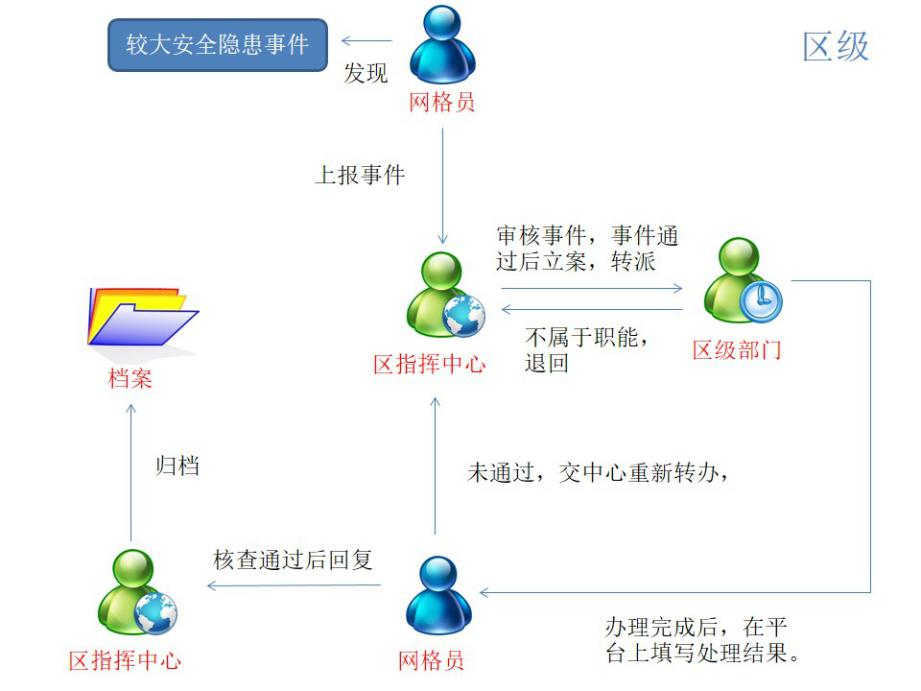 较大安全隐患事件
区级
发现
网格员
上报事件
审核事件，事件通
过后立案，转派
不属于职能，
退回
区级部门
区指挥中心
档案
归档
未通过，交中心重新转办，
核查通过后回复
办理完成后，在平
台上填写处理结果。
区指挥中心
网格员